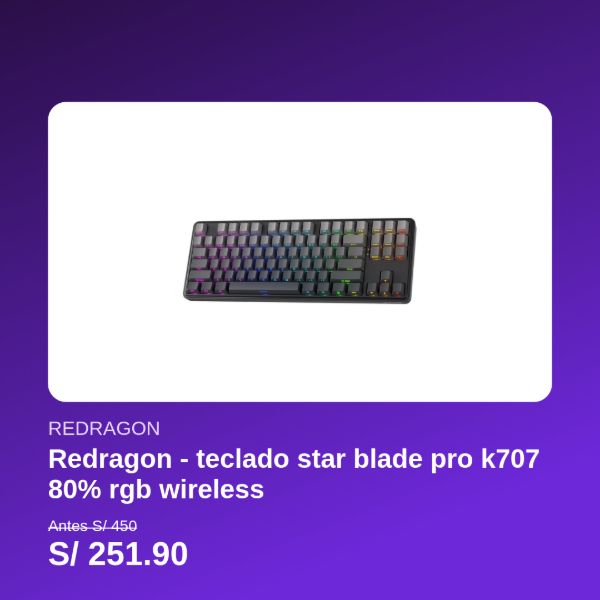 REDRAGON
Redragon - teclado star blade pro k707
80% rgb wireless
Antes S/ 450
S/ 251.90